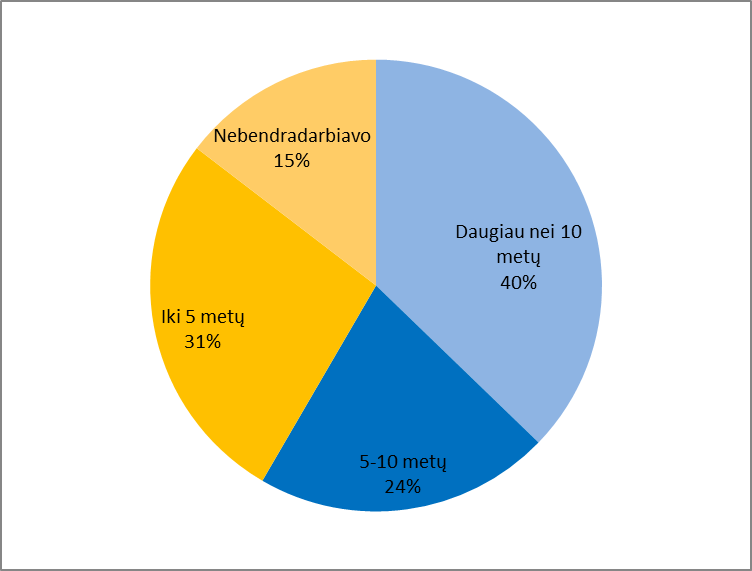 Nebendradarbiavo
15%
Daugiau nei 10
metų
40%
Iki 5 metų
31%
5-10 metų
24%